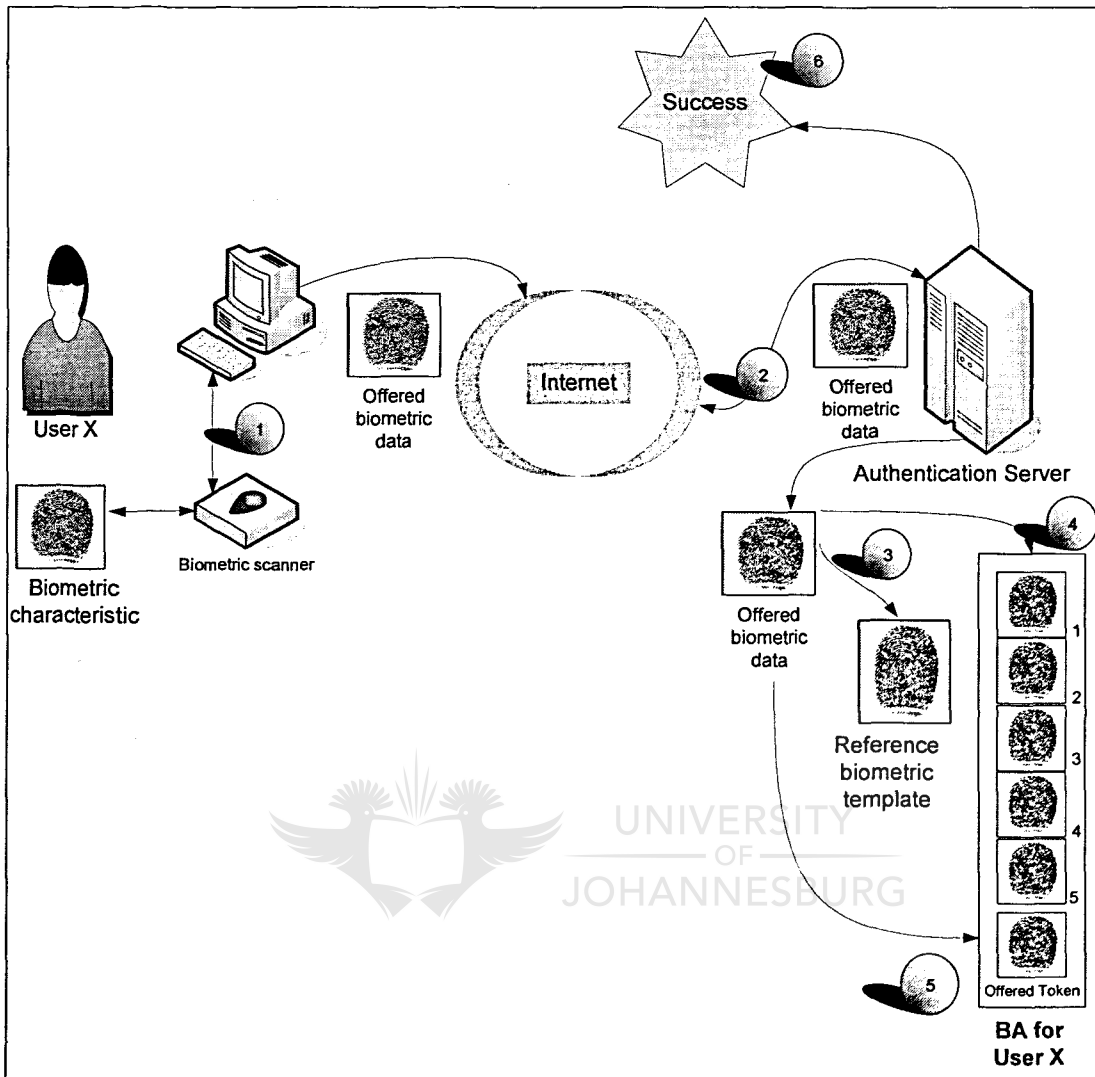 6
Success
User X
1
Offered
biometric
data
Internet
2
Offered
biometric
data
Authentication Server
Biometric scanner
Biometric
characteristic
3
4
Offered
biometric
data
Reference
biometric
template
1
2
3
4
5
Offered Token
5
BA for
User X
UNIVERSITY
OF
JOHANNESBURG